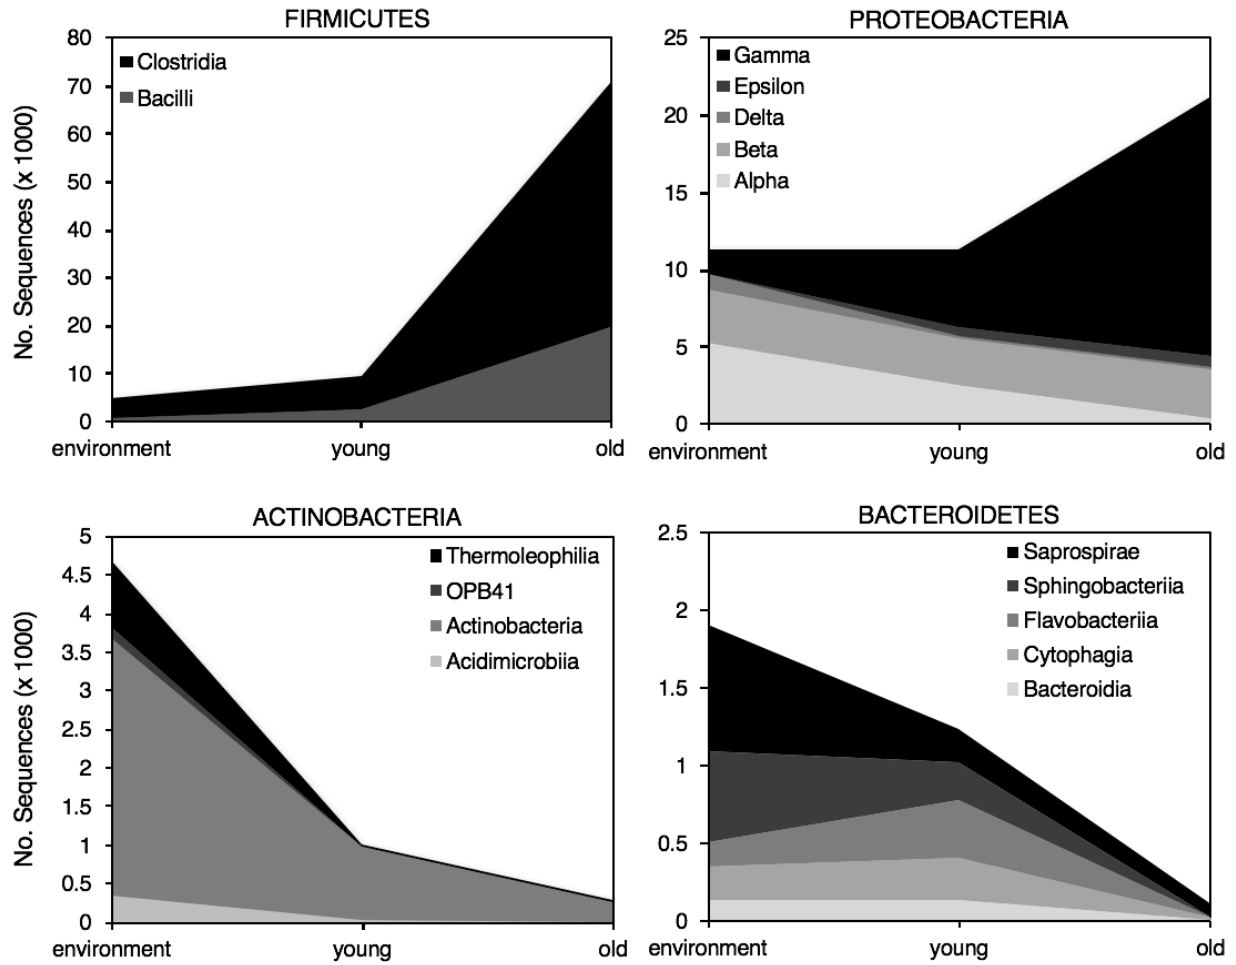 FIRMICUTES
80
70
60
50
40
30
20
10
0
No. Sequences (x 1000)
Clostridia
Bacilli
environment young old
PROTEOBACTERIA
25
20
15
10
5
0
Gamma
Epsilon
Delta
Beta
Alpha
environment young old
ACTINOBACTERIA
5
4.5
4
3.5
3
2.5
2
1.5
1
0.5
0
No. Sequences (x 1000)
Thermoleophilia
OPB41
Actinobacteria
Acidimicrobiia
environment young old
BACTEROIDETES
2.5
2
1.5
1
0.5
0
Saprospirae
Sphingobacteriia
Flavobacteriia
Cytophagia
Bacteroidia
environment young old